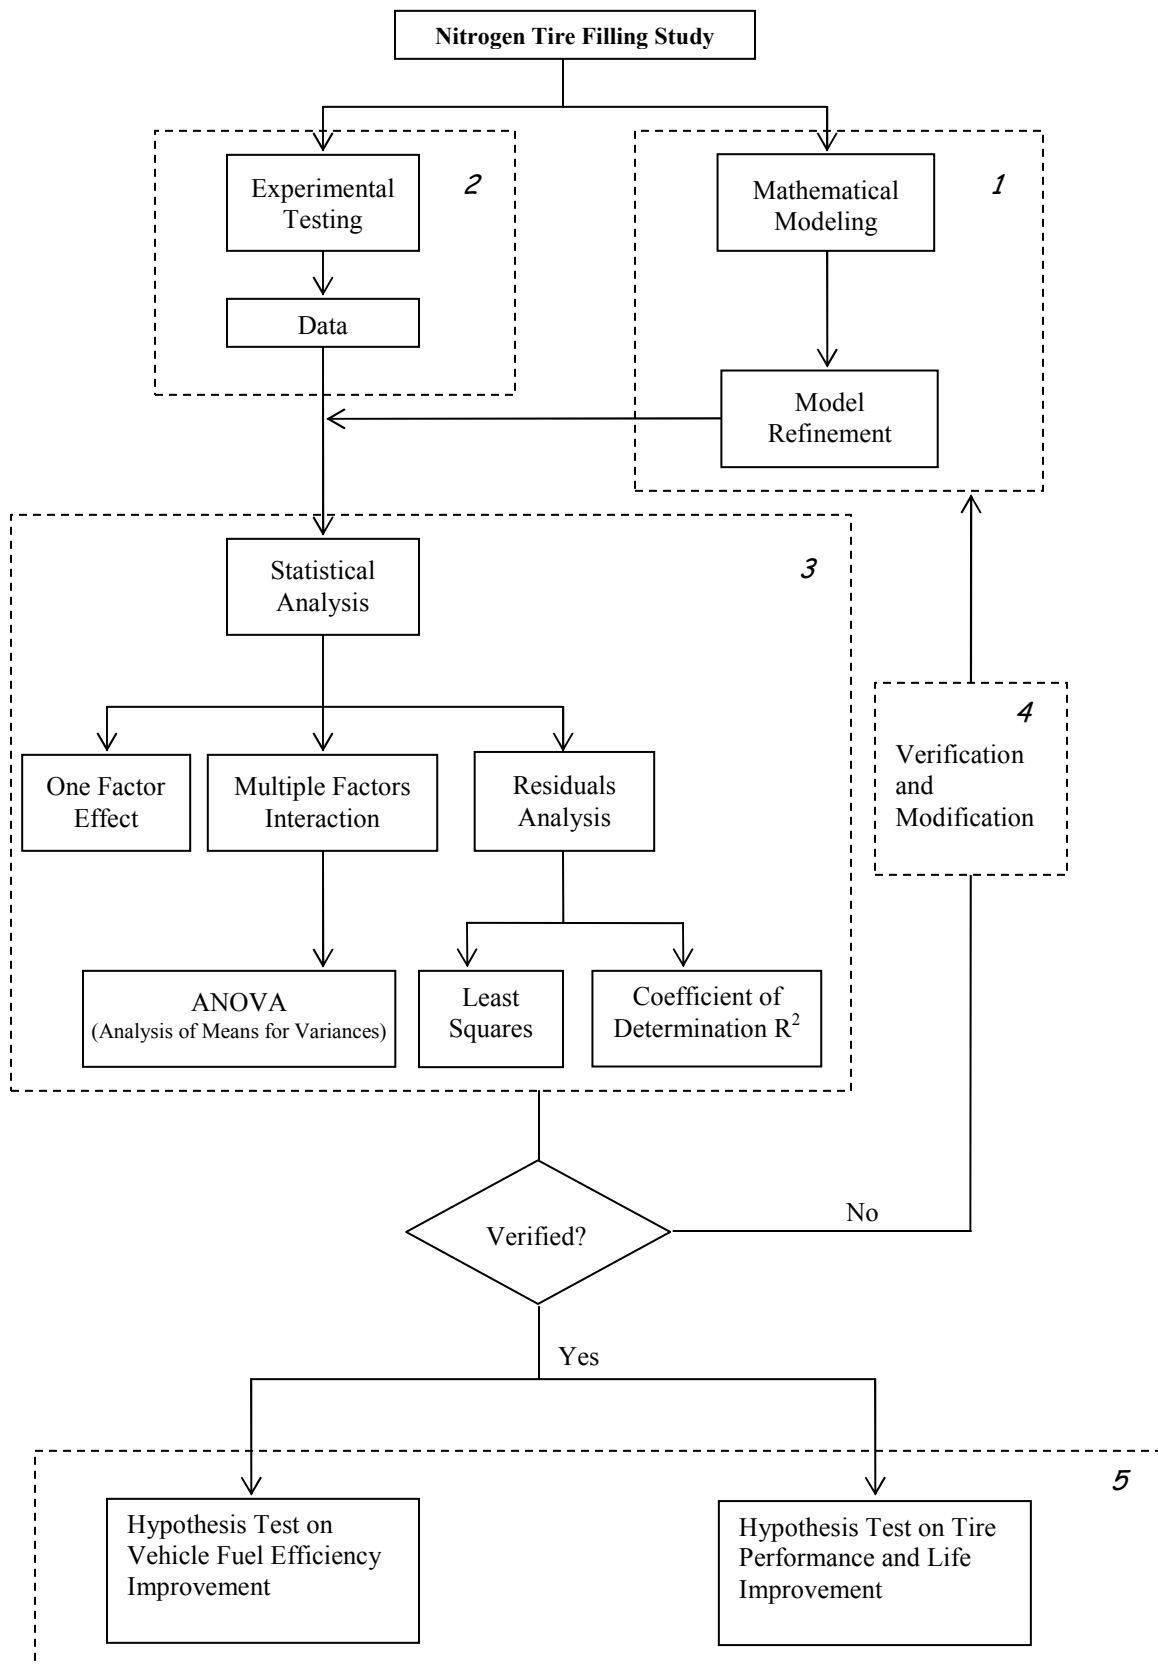 Nitrogen Tire Filling Study
Experimental
Testing
2
Data
Mathematical
Modeling
1
Model
Refinement
Statistical
Analysis
3
One Factor
Effect
Multiple Factors
Interaction
Residuals
Analysis
4
Verification
and
Modification
ANOVA
(Analysis of Means for Variances)
Least
Squares
Coefficient of
Determination R²
Verified?
No
Yes
5
Hypothesis Test on
Vehicle Fuel Efficiency
Improvement
Hypothesis Test on Tire
Performance and Life
Improvement